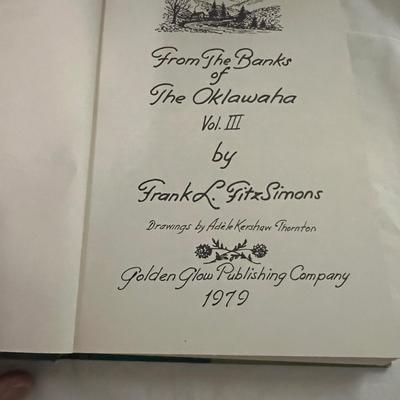 From The Banks
of
The Oklawaha
Vol. III
by
Frank L. FitzSimons
Drawings by Adèle Kershaw Thornton
Golden Glow Publishing Company
1979